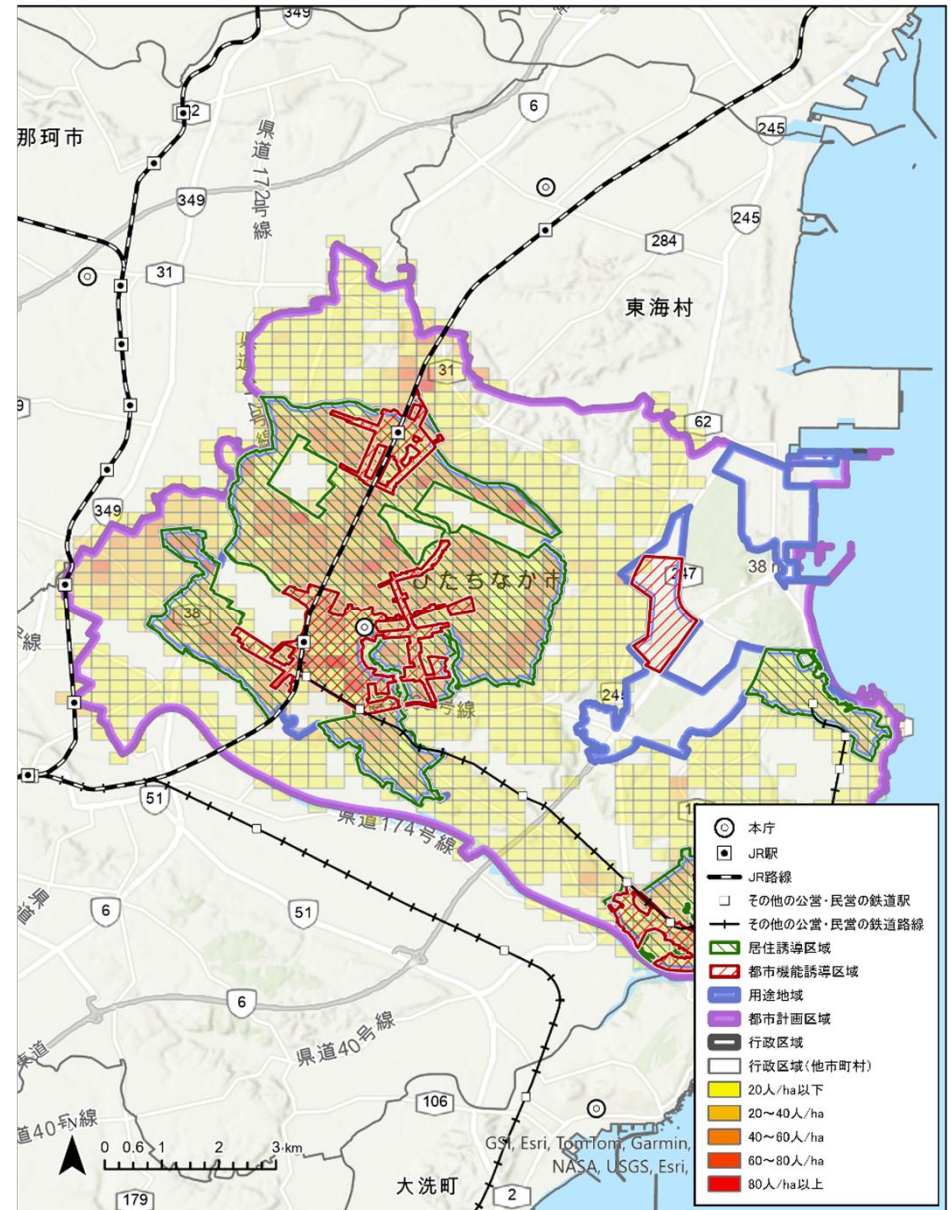 349
6
県道172号線
245
那珂市
349
245
284
31
東海村
31
62
349
247
38
ひたちなか市
38
245
51
県道174号線
6
51
6
県道40号線
106
179
大洗町
2
N
0 0.6 1.2 1.8 3 km
GSI, Esri, TomTom, Garmin,
NASA, USGS, Esri,
本庁
JR駅
JR路線
その他の公営・民営の鉄道駅
その他の公営・民営の鉄道路線
居住誘導区域
都市機能誘導区域
用途地域
都市計画区域
行政区域
行政区域(他市町村)
20人/ha以下
20～40人/ha
40～60人/ha
60～80人/ha
80人/ha以上